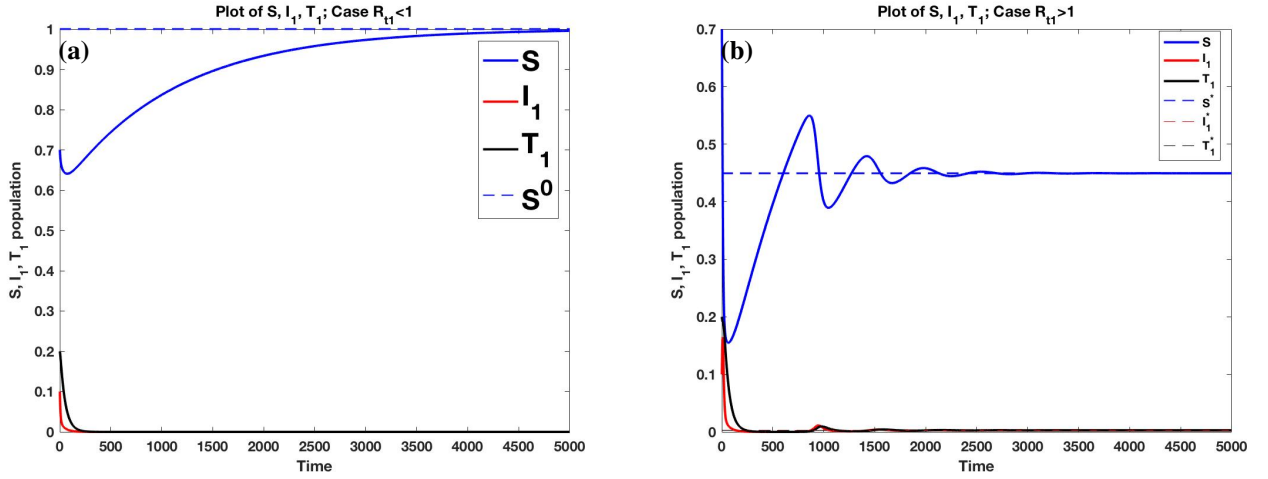 Plot of S, I₁, T₁; Case Rt1<1
(a)
S
I₁
T₁
S⁰
1
0.9
0.8
0.7
0.6
0.5
0.4
0.3
0.2
0.1
0
S, I₁, T₁ population
0 500 1000 1500 2000 2500 3000 3500 4000 4500 5000
Time
Plot of S, I₁, T₁; Case Rt1>1
(b)
S
I₁
T₁
S*
I₁*
T₁*
0.7
0.6
0.5
0.4
0.3
0.2
0.1
0
S, I₁, T₁ population
0 500 1000 1500 2000 2500 3000 3500 4000 4500 5000
Time